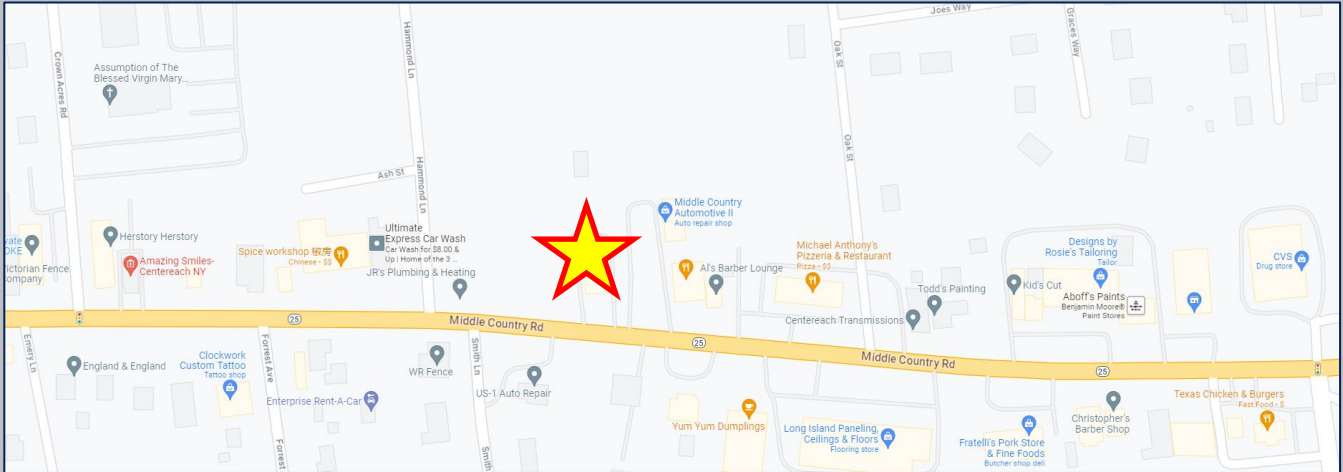 Joes Way
Graces Way
Oak St
Hammond Ln
Crown Acres Rd
Assumption of The
Blessed Virgin Mary...
Oak St
Hammond Ln
Ash St
Middle Country
Automotive II
Auto repair shop
Ultimate
Express Car Wash
Car Wash for $8.00 &
Up | Home of the 3 ...
Herstory Herstory
Spice workshop 椒房
Chinese • $$
Amazing Smiles-
Centereach NY
Victorian Fence
Company
JR's Plumbing & Heating
Al's Barber Lounge
Michael Anthony's
Pizzeria & Restaurant
Pizza • $$
Designs by
Rosie's Tailoring
Tailor
CVS
Drug store
Todd's Painting
Kid's Cut
Aboff's Paints
Benjamin Moore®
Paint Stores
Centereach Transmissions
25
Middle Country Rd
25
Middle Country Rd
25
Emery Ln
England & England
Clockwork
Custom Tattoo
Tattoo shop
Forrest Ave
Enterprise Rent-A-Car
WR Fence
Smith Ln
US-1 Auto Repair
Yum Yum Dumplings
Long Island Paneling,
Ceilings & Floors
Flooring store
Fratelli's Pork Store
& Fine Foods
Butcher shop deli
Christopher's
Barber Shop
Texas Chicken & Burgers
Fast Food • $
Forrest
Smith